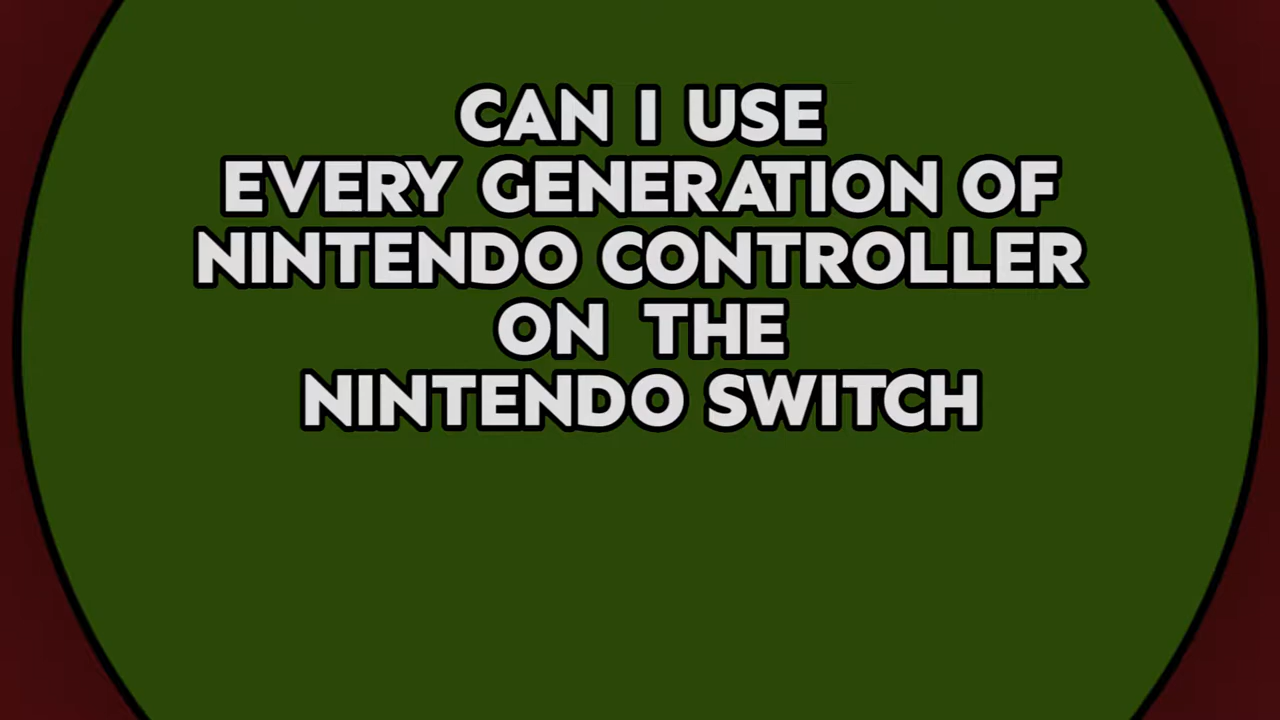 CAN I USE
EVERY GENERATION OF
NINTENDO CONTROLLER
ON THE
NINTENDO SWITCH